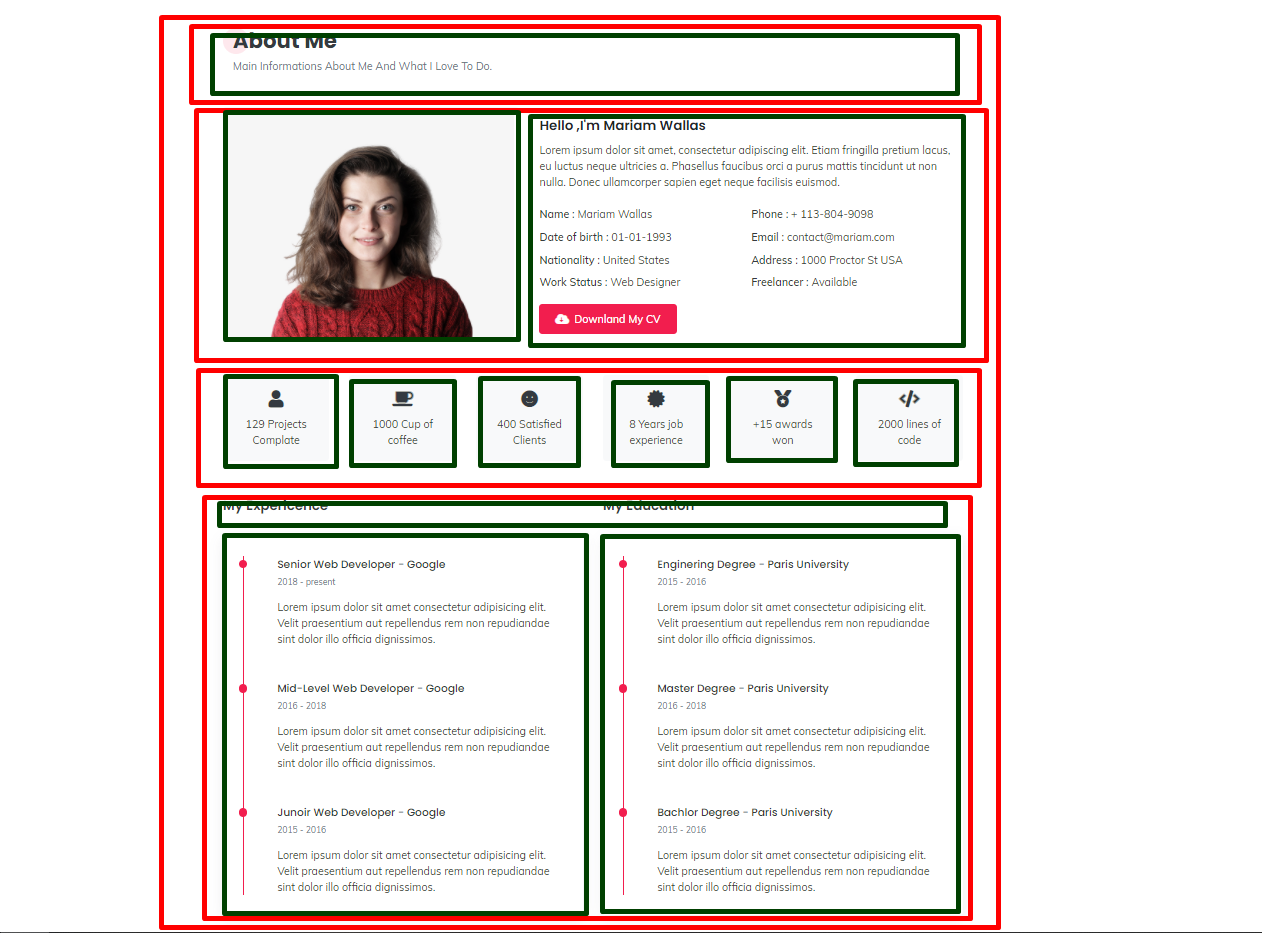 About Me
Main Informations About Me And What I Love To Do.
Hello ,I'm Mariam Wallas
Lorem ipsum dolor sit amet, consectetur adipiscing elit. Etiam fringilla pretium lacus,
eu luctus neque ultricies a. Phasellus faucibus orci a purus mattis tincidunt ut non
nulla. Donec ullamcorper sapien eget neque facilisis euismod.
Name : Mariam Wallas
Phone : + 113-804-9098
Date of birth : 01-01-1993
Email : contact@mariam.com
Nationality : United States
Address : 1000 Proctor St USA
Work Status : Web Designer
Freelancer : Available
Downland My CV
129 Projects
Complate
1000 Cup of
coffee
400 Satisfied
Clients
8 Years job
experience
+15 awards
won
2000 lines of
code
My Expericence
My Education
Senior Web Developer - Google
2018 - present
Lorem ipsum dolor sit amet consectetur adipisicing elit.
Velit praesentium aut repellendus rem non repudiandae
sint dolor illo officia dignissimos.
Mid-Level Web Developer - Google
2016 - 2018
Lorem ipsum dolor sit amet consectetur adipisicing elit.
Velit praesentium aut repellendus rem non repudiandae
sint dolor illo officia dignissimos.
Junoir Web Developer - Google
2015 - 2016
Lorem ipsum dolor sit amet consectetur adipisicing elit.
Velit praesentium aut repellendus rem non repudiandae
sint dolor illo officia dignissimos.
Enginering Degree - Paris University
2015 - 2016
Lorem ipsum dolor sit amet consectetur adipisicing elit.
Velit praesentium aut repellendus rem non repudiandae
sint dolor illo officia dignissimos.
Master Degree - Paris University
2016 - 2018
Lorem ipsum dolor sit amet consectetur adipisicing elit.
Velit praesentium aut repellendus rem non repudiandae
sint dolor illo officia dignissimos.
Bachlor Degree - Paris University
2015 - 2016
Lorem ipsum dolor sit amet consectetur adipisicing elit.
Velit praesentium aut repellendus rem non repudiandae
sint dolor illo officia dignissimos.